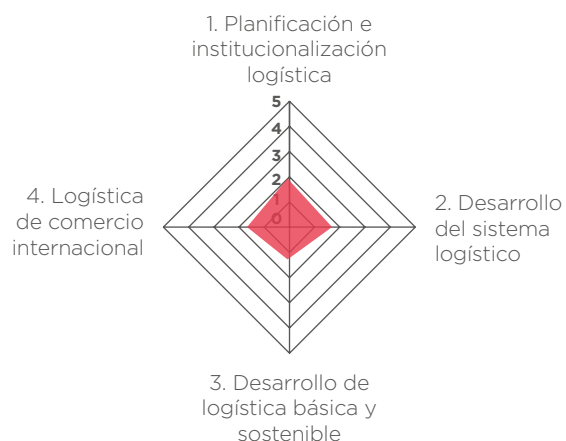 1. Planificación e
institucionalización
logística
5
4
3
2
1
0
4. Logística
de comercio
internacional
2. Desarrollo
del sistema
logístico
3. Desarrollo de
logística básica y
sostenible